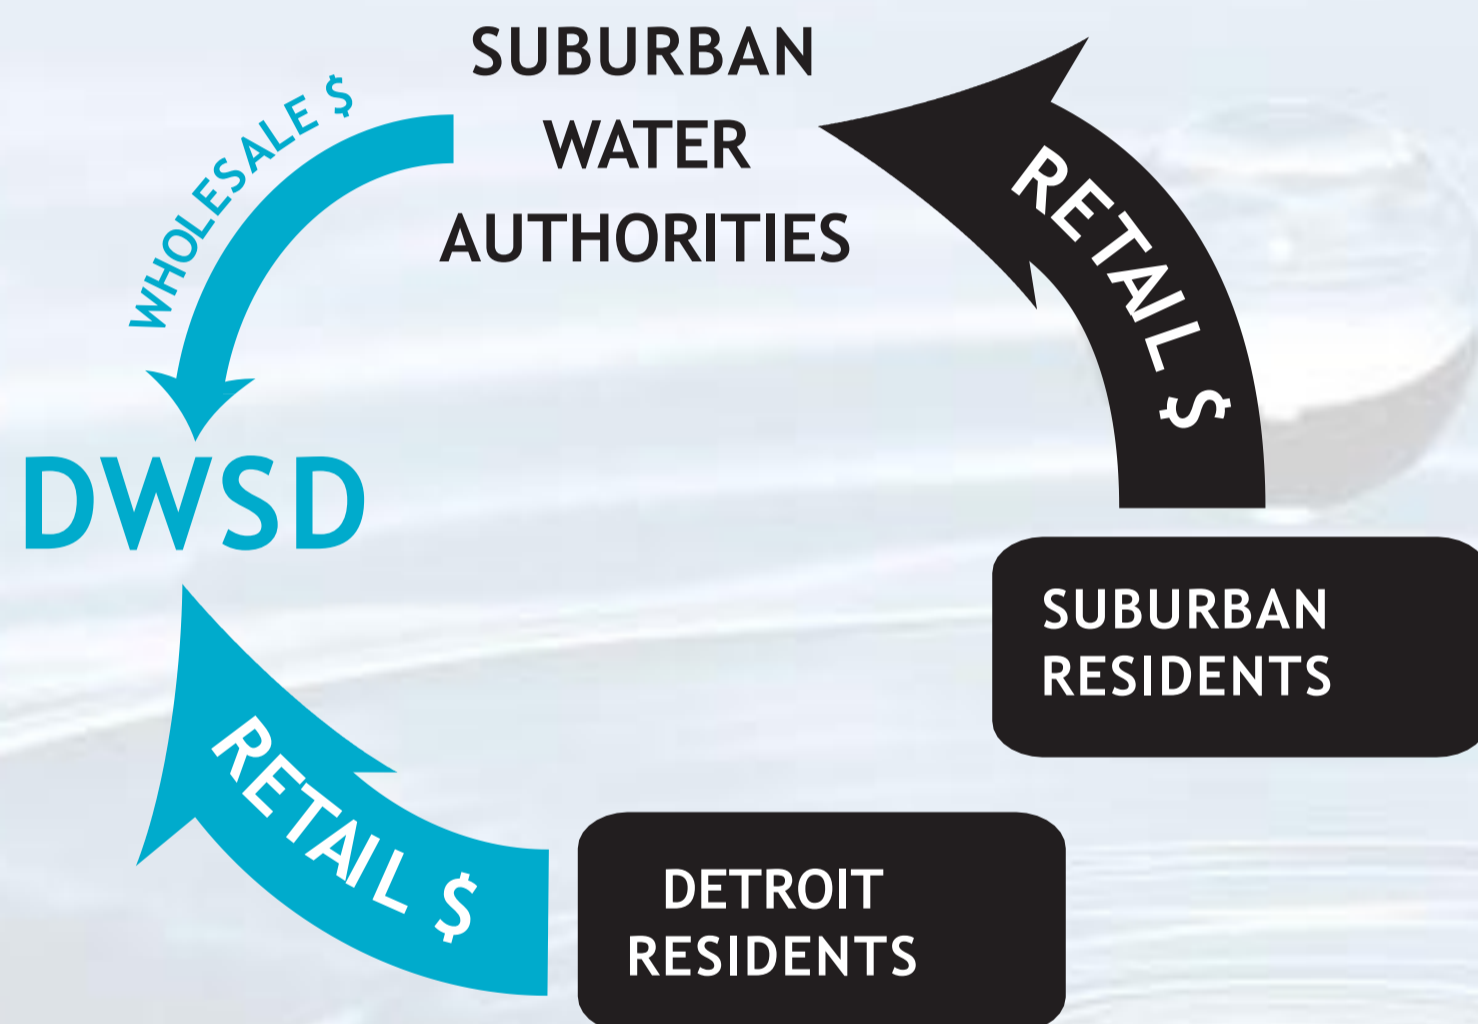 SUBURBAN
WATER
AUTHORITIES
WHOLESALE $
RETAIL $
DWSD
SUBURBAN
RESIDENTS
RETAIL $
DETROIT
RESIDENTS